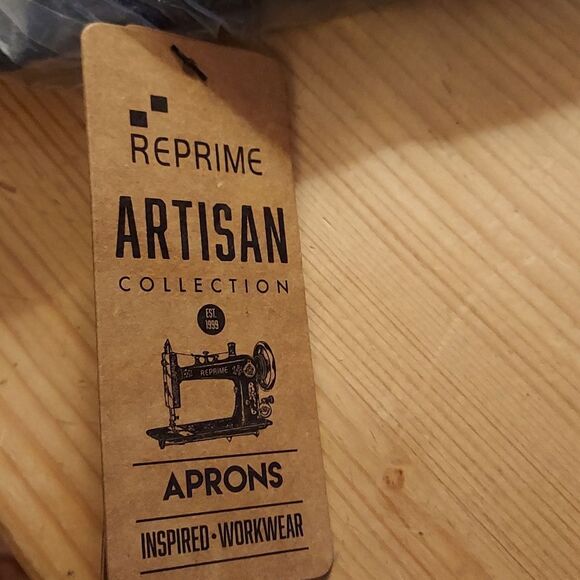 REPRIME
ARTISAN
COLLECTION
EST.
1999
REPRIME
APRONS
INSPIRED•WORKWEAR